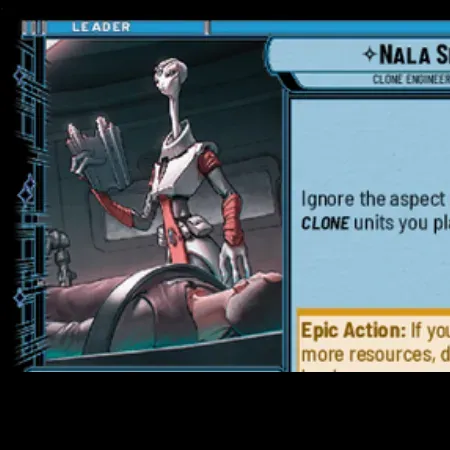 LEADER
NALA S
CLONE ENGINEER
Ignore the aspect
CLONE units you pl
Epic Action: If you
more resources, d